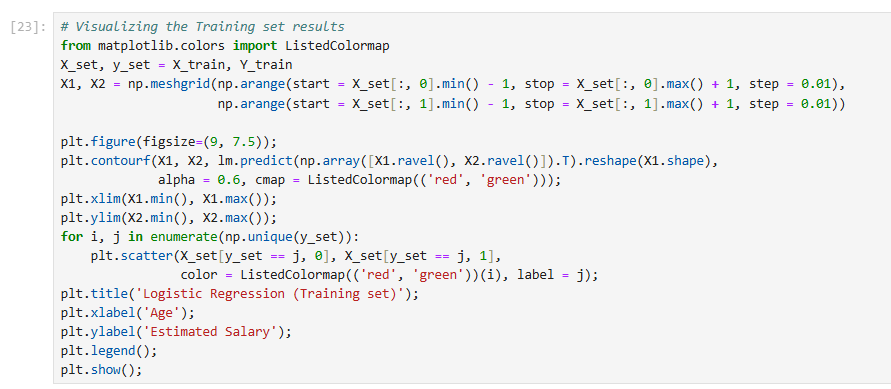 [23]: # Visualizing the Training set results
from matplotlib.colors import ListedColormap
X_set, y_set = X_train, Y_train
X1, X2 = np.meshgrid(np.arange(start = X_set[:, 0].min() - 1, stop = X_set[:, 0].max() + 1, step = 0.01),
                     np.arange(start = X_set[:, 1].min() - 1, stop = X_set[:, 1].max() + 1, step = 0.01))

plt.figure(figsize=(9, 7.5));
plt.contourf(X1, X2, lm.predict(np.array([X1.ravel(), X2.ravel()]).T).reshape(X1.shape),
             alpha = 0.6, cmap = ListedColormap(('red', 'green')));
plt.xlim(X1.min(), X1.max());
plt.ylim(X2.min(), X2.max());
for i, j in enumerate(np.unique(y_set)):
    plt.scatter(X_set[y_set == j, 0], X_set[y_set == j, 1],
                color = ListedColormap(('red', 'green'))(i), label = j);
plt.title('Logistic Regression (Training set)');
plt.xlabel('Age');
plt.ylabel('Estimated Salary');
plt.legend();
plt.show();